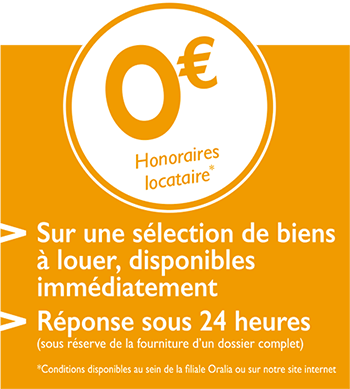 0€
Honoraires
locataire*
> Sur une sélection de biens
à louer, disponibles
immédiatement
> Réponse sous 24 heures
(sous réserve de la fourniture d'un dossier complet)
*Conditions disponibles au sein de la filiale Oralia ou sur notre site internet